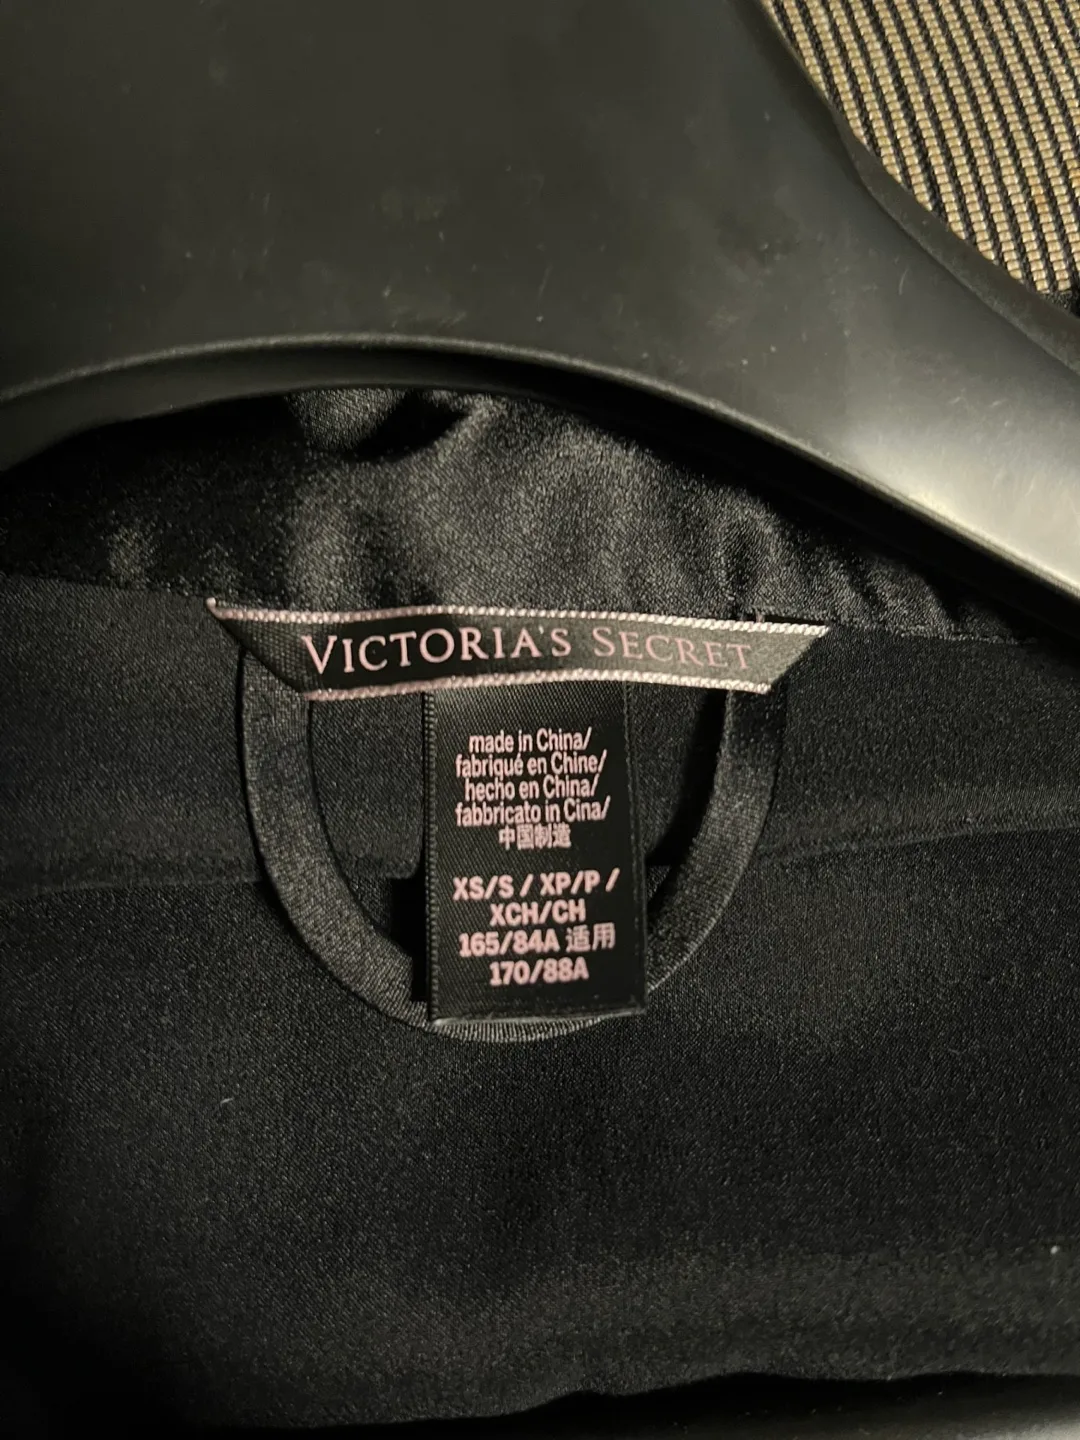 VICTORIA'S SECRET
made in China/
fabriqué en Chine/
hecho en China/
fabbricato in Cina/
中国制造
XS/S / XP/P /
XCH/CH
165/84A 适用
170/88A